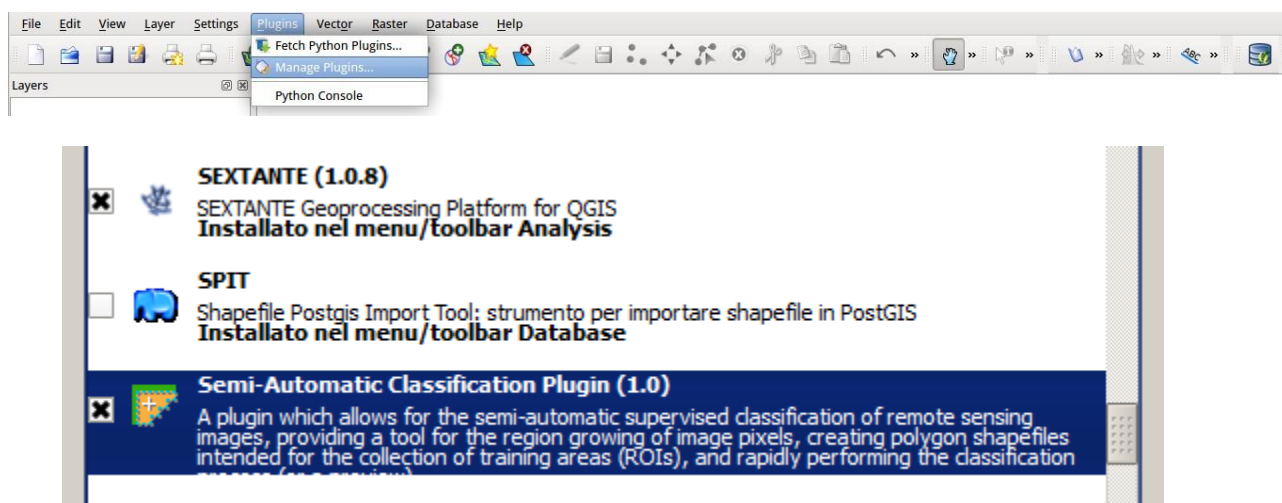 File Edit View Layer Settings Plugins Vector Raster Database Help
Fetch Python Plugins...
Manage Plugins...
Layers
Python Console
SEXTANTE (1.0.8)
SEXTANTE Geoprocessing Platform for QGIS
Installato nel menu/toolbar Analysis
SPIT
Shapefile Postgis Import Tool: strumento per importare shapefile in PostGIS
Installato nel menu/toolbar Database
Semi-Automatic Classification Plugin (1.0)
A plugin which allows for the semi-automatic supervised classification of remote sensing
images, providing a tool for the region growing of image pixels, creating polygon shapefiles
intended for the collection of training areas (ROIs), and rapidly performing the classification